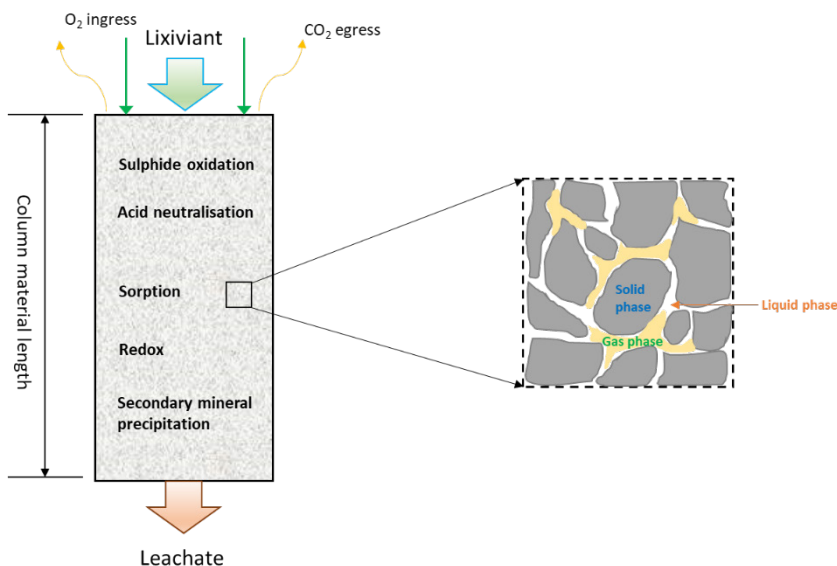 O2 ingress
Lixiviant
CO2 egress
Column material length
Sulphide oxidation
Acid neutralisation
Sorption
Redox
Secondary mineral
precipitation
Leachate
Solid
phase
Liquid phase
Gas phase